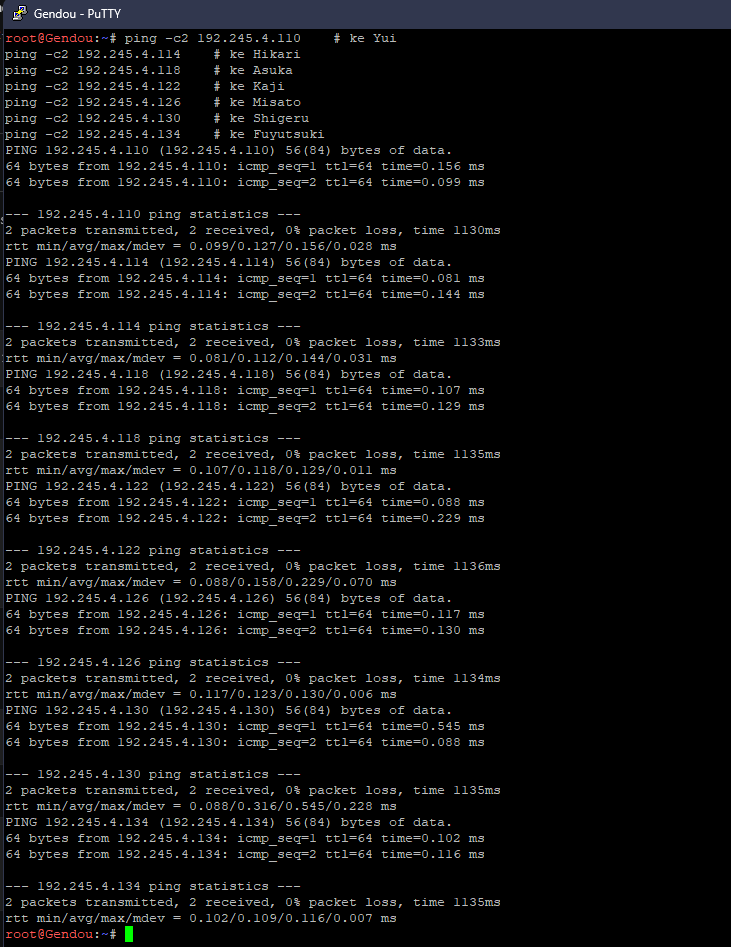 Gendou - PuTTY
root@Gendou:~# ping -c2 192.245.4.110    # ke Yui
ping -c2 192.245.4.114    # ke Hikari
ping -c2 192.245.4.118    # ke Asuka
ping -c2 192.245.4.122    # ke Kaji
ping -c2 192.245.4.126    # ke Misato
ping -c2 192.245.4.130    # ke Shigeru
ping -c2 192.245.4.134    # ke Fuyutsuki
PING 192.245.4.110 (192.245.4.110) 56(84) bytes of data.
64 bytes from 192.245.4.110: icmp_seq=1 ttl=64 time=0.156 ms
64 bytes from 192.245.4.110: icmp_seq=2 ttl=64 time=0.099 ms

--- 192.245.4.110 ping statistics ---
2 packets transmitted, 2 received, 0% packet loss, time 1130ms
rtt min/avg/max/mdev = 0.099/0.127/0.156/0.028 ms
PING 192.245.4.114 (192.245.4.114) 56(84) bytes of data.
64 bytes from 192.245.4.114: icmp_seq=1 ttl=64 time=0.081 ms
64 bytes from 192.245.4.114: icmp_seq=2 ttl=64 time=0.144 ms

--- 192.245.4.114 ping statistics ---
2 packets transmitted, 2 received, 0% packet loss, time 1133ms
rtt min/avg/max/mdev = 0.081/0.112/0.144/0.031 ms
PING 192.245.4.118 (192.245.4.118) 56(84) bytes of data.
64 bytes from 192.245.4.118: icmp_seq=1 ttl=64 time=0.107 ms
64 bytes from 192.245.4.118: icmp_seq=2 ttl=64 time=0.129 ms

--- 192.245.4.118 ping statistics ---
2 packets transmitted, 2 received, 0% packet loss, time 1135ms
rtt min/avg/max/mdev = 0.107/0.118/0.129/0.011 ms
PING 192.245.4.122 (192.245.4.122) 56(84) bytes of data.
64 bytes from 192.245.4.122: icmp_seq=1 ttl=64 time=0.088 ms
64 bytes from 192.245.4.122: icmp_seq=2 ttl=64 time=0.229 ms

--- 192.245.4.122 ping statistics ---
2 packets transmitted, 2 received, 0% packet loss, time 1136ms
rtt min/avg/max/mdev = 0.088/0.158/0.229/0.070 ms
PING 192.245.4.126 (192.245.4.126) 56(84) bytes of data.
64 bytes from 192.245.4.126: icmp_seq=1 ttl=64 time=0.117 ms
64 bytes from 192.245.4.126: icmp_seq=2 ttl=64 time=0.130 ms

--- 192.245.4.126 ping statistics ---
2 packets transmitted, 2 received, 0% packet loss, time 1134ms
rtt min/avg/max/mdev = 0.117/0.123/0.130/0.006 ms
PING 192.245.4.130 (192.245.4.130) 56(84) bytes of data.
64 bytes from 192.245.4.130: icmp_seq=1 ttl=64 time=0.545 ms
64 bytes from 192.245.4.130: icmp_seq=2 ttl=64 time=0.088 ms

--- 192.245.4.130 ping statistics ---
2 packets transmitted, 2 received, 0% packet loss, time 1135ms
rtt min/avg/max/mdev = 0.088/0.316/0.545/0.228 ms
PING 192.245.4.134 (192.245.4.134) 56(84) bytes of data.
64 bytes from 192.245.4.134: icmp_seq=1 ttl=64 time=0.102 ms
64 bytes from 192.245.4.134: icmp_seq=2 ttl=64 time=0.116 ms

--- 192.245.4.134 ping statistics ---
2 packets transmitted, 2 received, 0% packet loss, time 1135ms
rtt min/avg/max/mdev = 0.102/0.109/0.116/0.007 ms
root@Gendou:~#